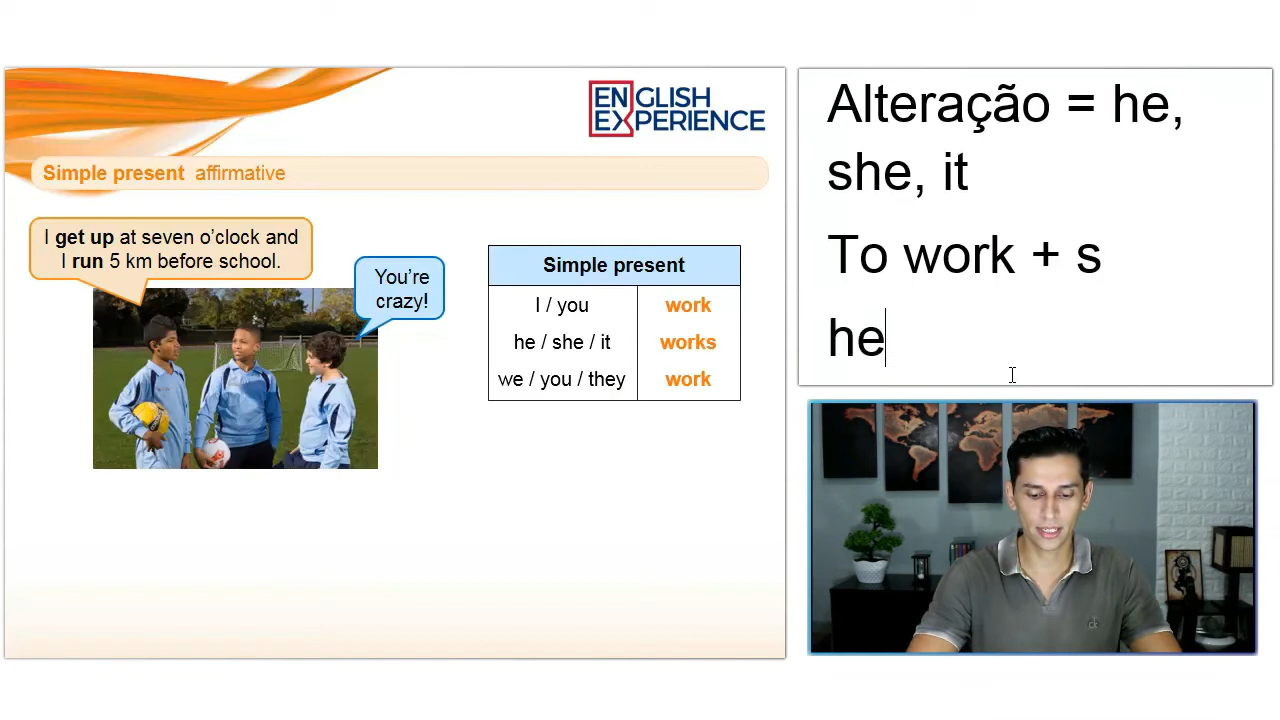 ENGLISH
EXPERIENCE
Simple present affirmative
I get up at seven o’clock and
I run 5 km before school.
You’re
crazy!
Simple present
I / you work
he / she / it works
we / you / they work
Alteração = he,
she, it
To work + s
he